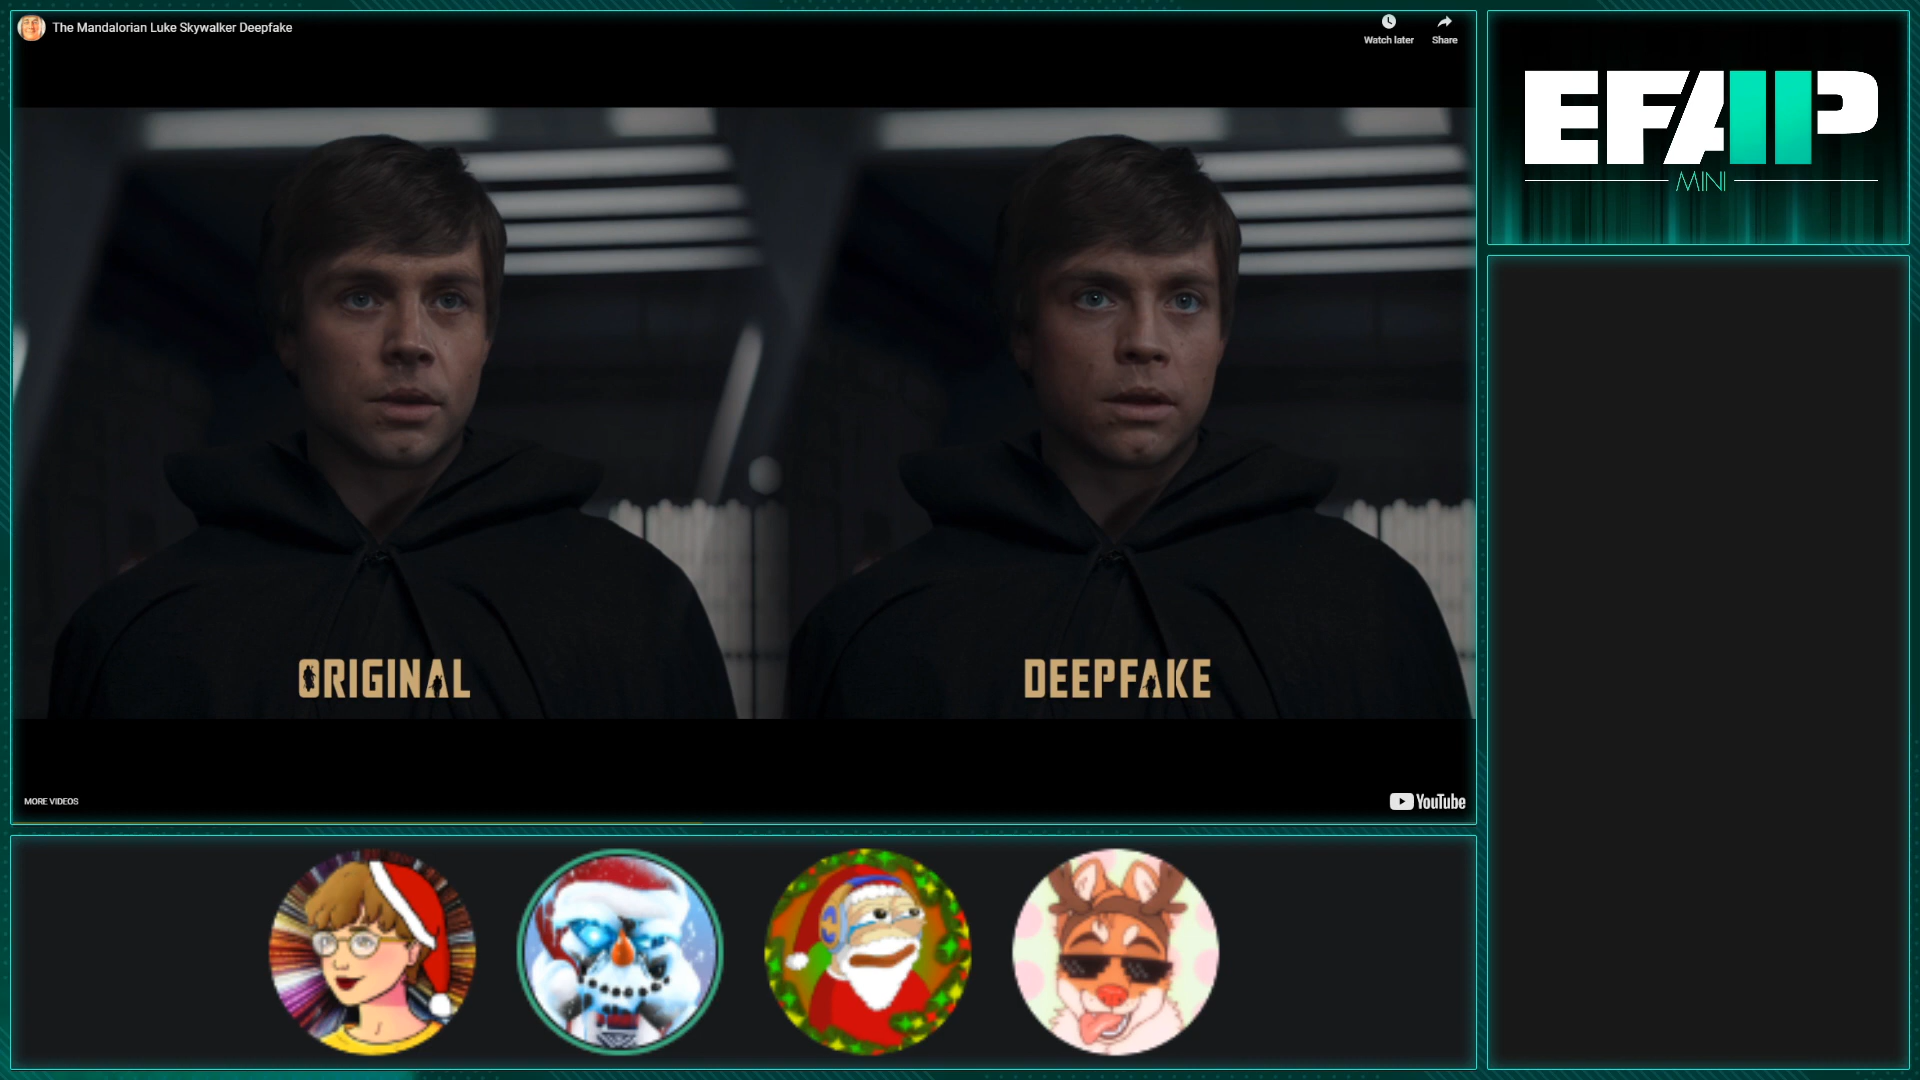 The Mandalorian Luke Skywalker Deepfake
Watch later
Share
EFAP
MINI
ORIGINAL
DEEPFAKE
MORE VIDEOS
YouTube